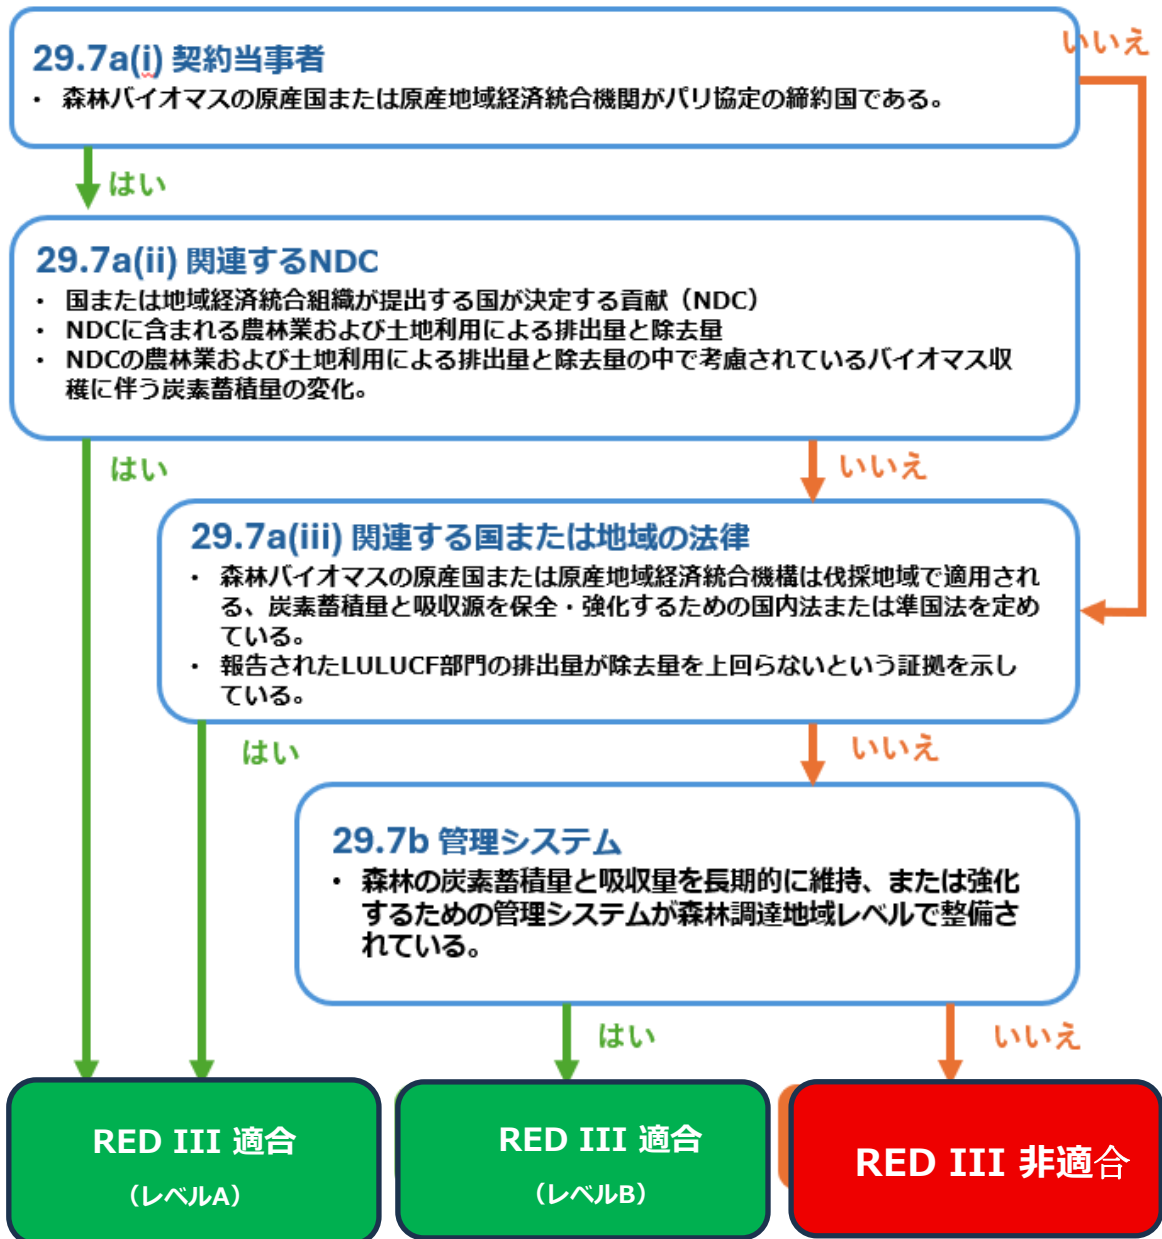 29.7a(i) 契約当事者
いいえ
• 森林バイオマスの原産国または原産地域経済統合機関がパリ協定の締約国である。
はい
29.7a(ii) 関連するNDC
• 国または地域経済統合組織が提出する国が決定する貢献（NDC）
• NDCに含まれる農林業および土地利用による排出量と除去量
• NDCの農林業および土地利用による排出量と除去量の中で考慮されているバイオマス収
穫に伴う炭素蓄積量の変化。
はい
いいえ
29.7a(iii) 関連する国または地域の法律
• 森林バイオマスの原産国または原産地域経済統合機構は伐採地域で適用され
る、炭素蓄積量と吸収源を保全・強化するための国内法または準国法を定め
ている。
• 報告されたLULUCF部門の排出量が除去量を上回らないという証拠を示し
ている。
はい
いいえ
29.7b 管理システム
• 森林の炭素蓄積量と吸収量を長期的に維持、または強化
するための管理システムが森林調達地域レベルで整備さ
れている。
はい
いいえ
RED III 適合
（レベルA）
RED III 適合
（レベルB）
RED III 非適合